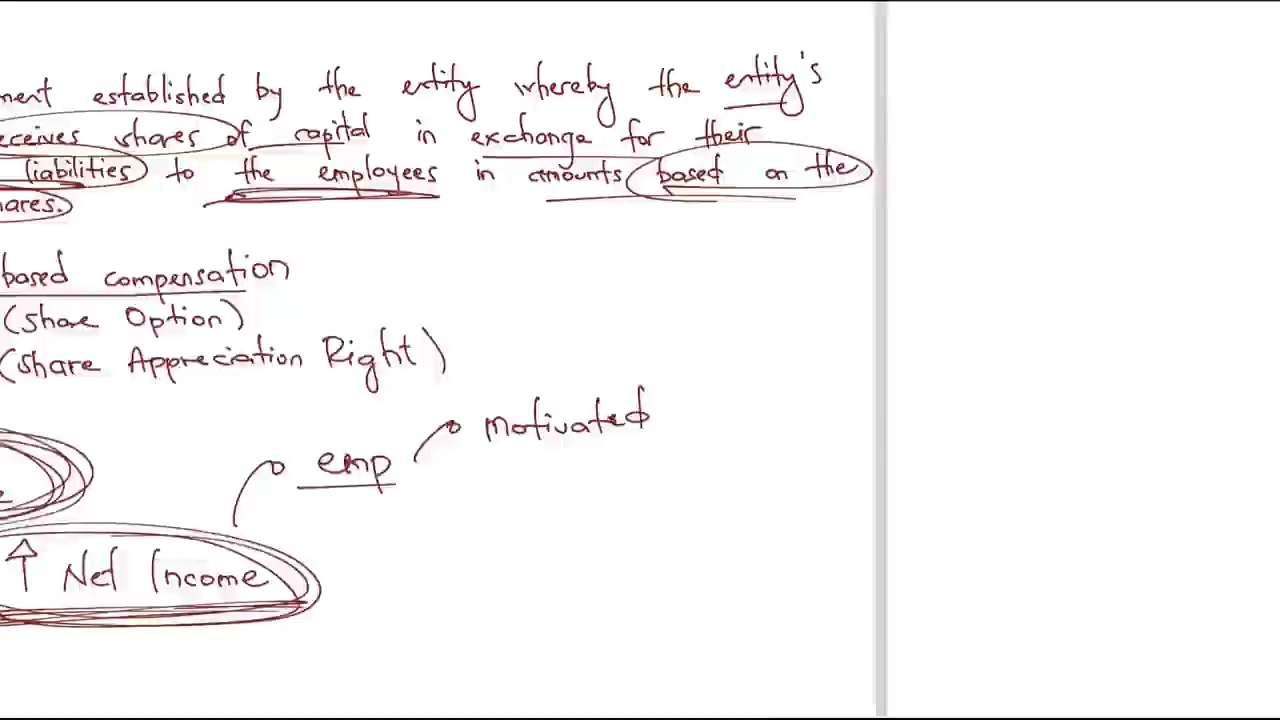 ment established by the entity whereby the entity's
eceives shares of capital in exchange for their
liabilities to the employees in amounts based on the
hares.
based compensation
(Share Option)
(Share Appreciation Right)
motivated
emp
↑ Net Income